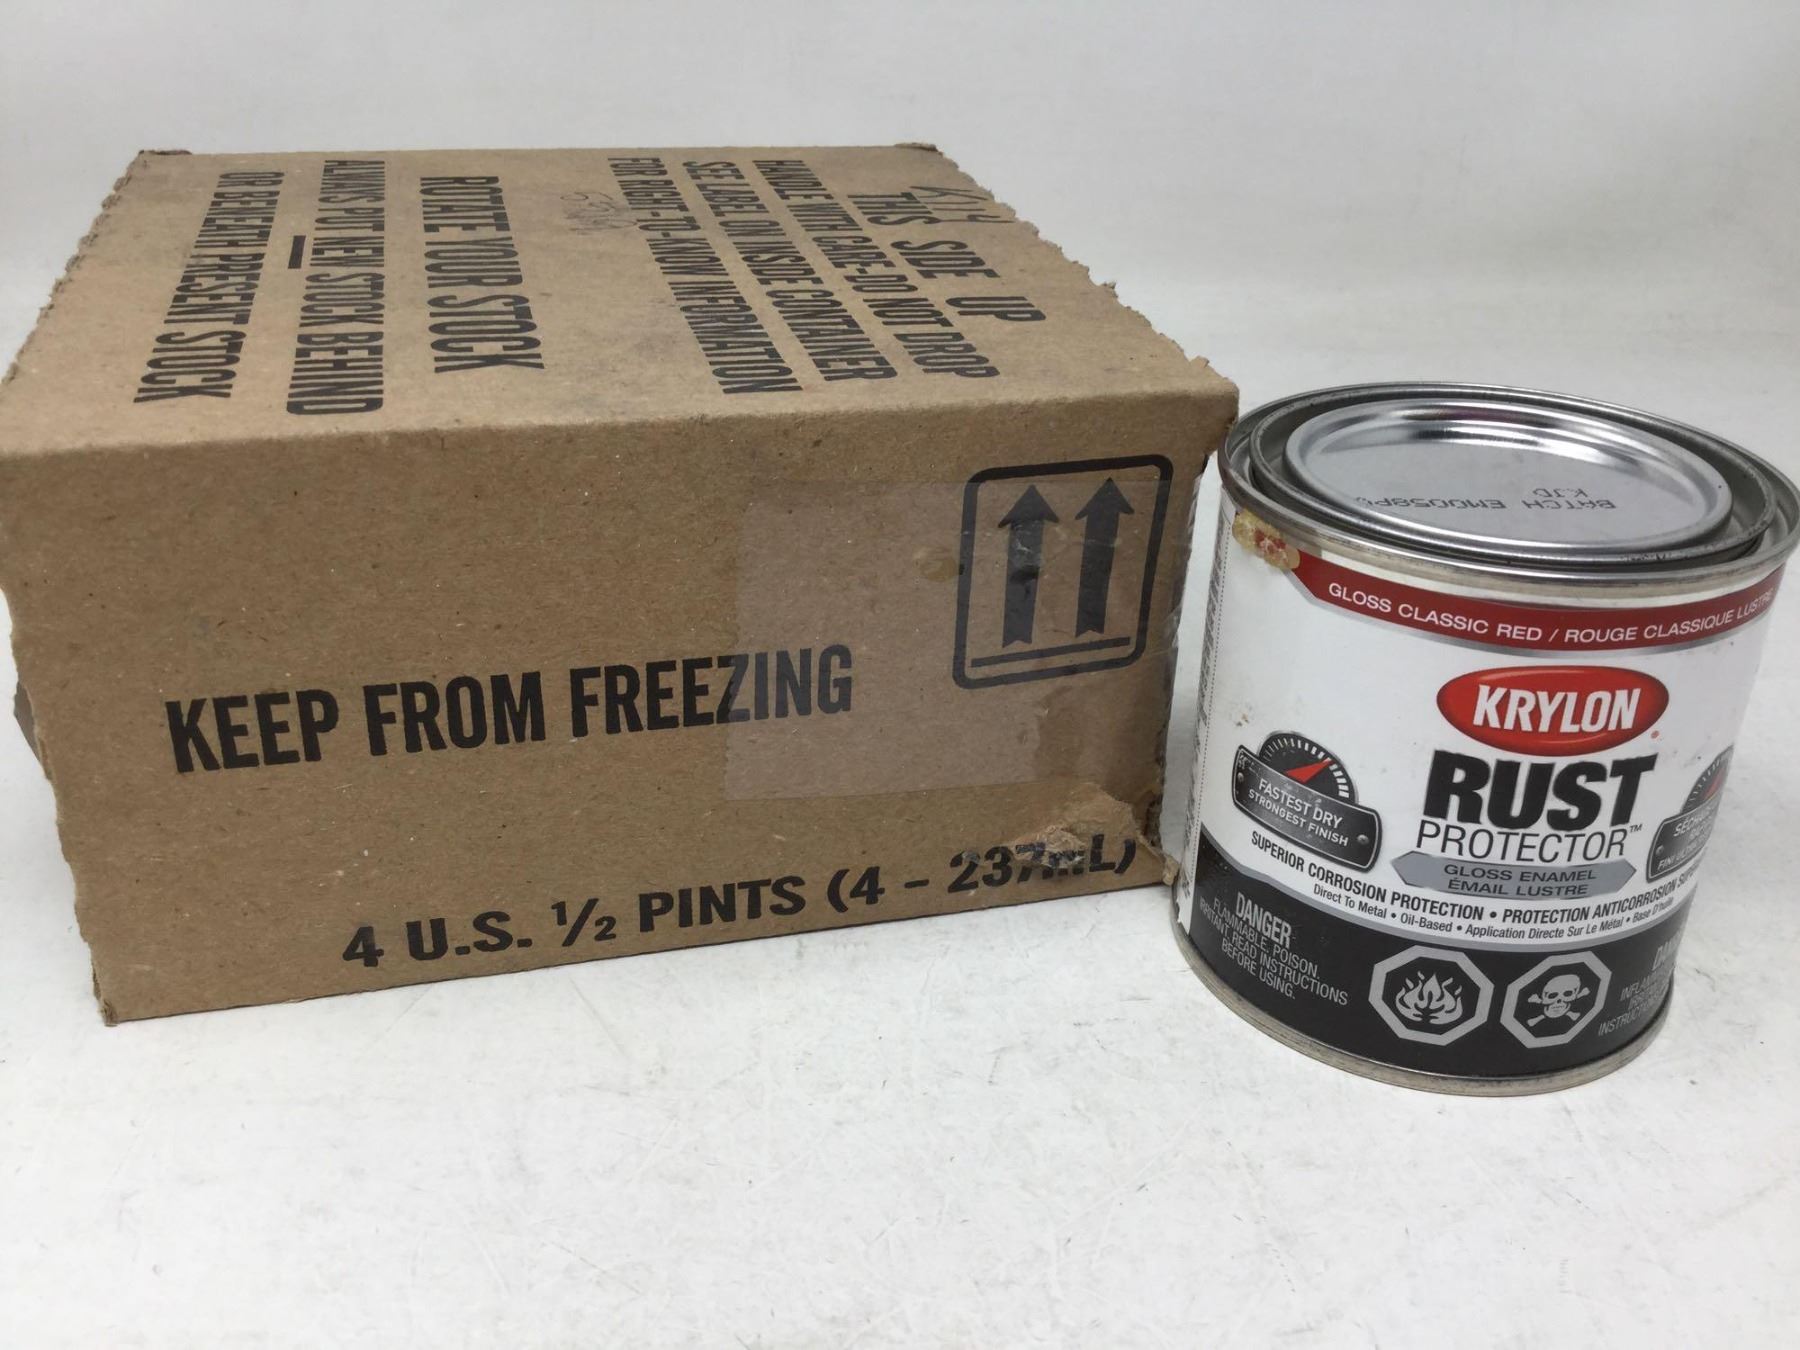 THIS SIDE UP
HANDLE WITH CARE-DO NOT DROP
SEE LABEL ON INSIDE CONTAINER
FOR RIGHT-TO-KNOW INFORMATION
ROTATE YOUR STOCK
ALWAYS PUT NEW STOCK BEHIND
OR BENEATH PRESENT STOCK
KEEP FROM FREEZING
4 U.S. 1/2 PINTS (4 - 237mL)
BATCH
KJD
GLOSS CLASSIC RED / ROUGE CLASSIQUE LUSTRE
KRYLON
RUST
PROTECTOR™
GLOSS ENAMEL
ÉMAIL LUSTRE
FASTEST DRY
STRONGEST FINISH
SUPERIOR CORROSION PROTECTION • PROTECTION ANTICORROSION
Direct To Metal • Oil-Based • Application Directe Sur Le Métal • Base D'huile
DANGER
FLAMMABLE. POISON.
IRRITANT. READ INSTRUCTIONS
BEFORE USING.